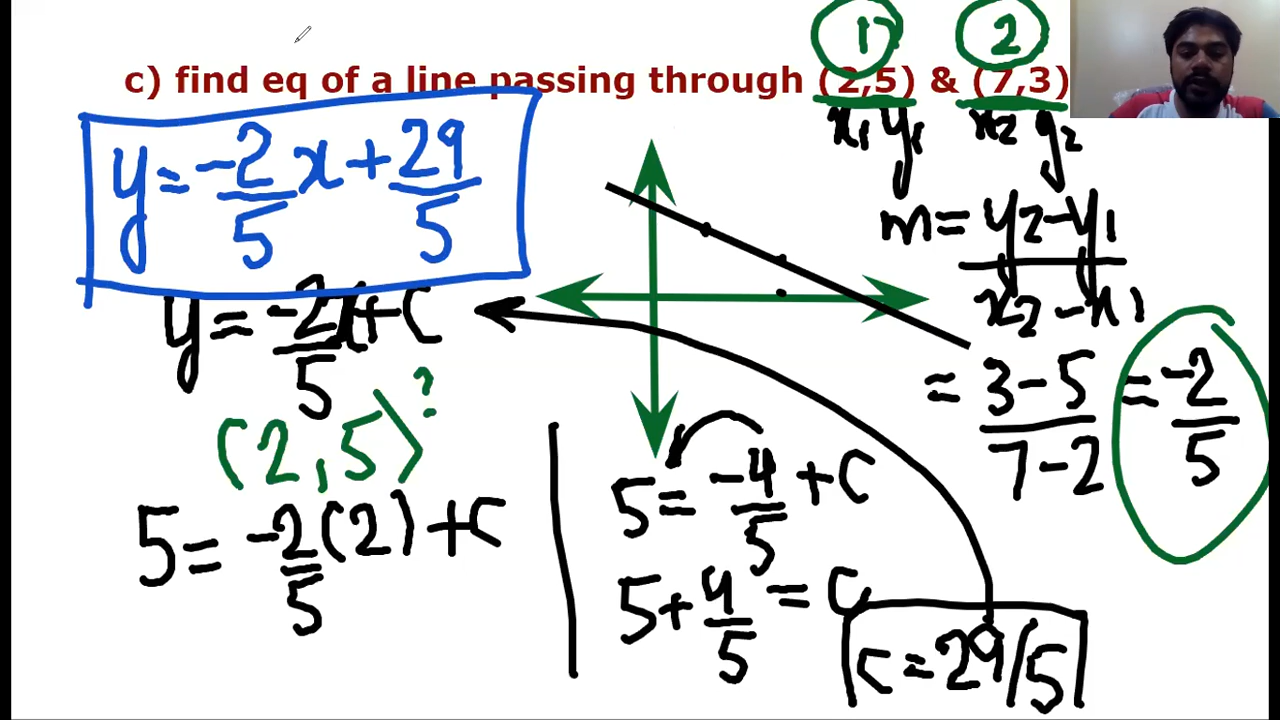 1 2
c) find eq of a line passing through (2,5) & (7,3)
x1 y1 x2 y2
y = -2/5 x + 29/5
m = y2-y1 / x2-x1
= 3-5 / 7-2 = -2/5
y = -2/5 x + C
?
(2,5)
5 = -2/5 (2) + C
5 = -4/5 + C
5 + 4/5 = C
C = 29/5